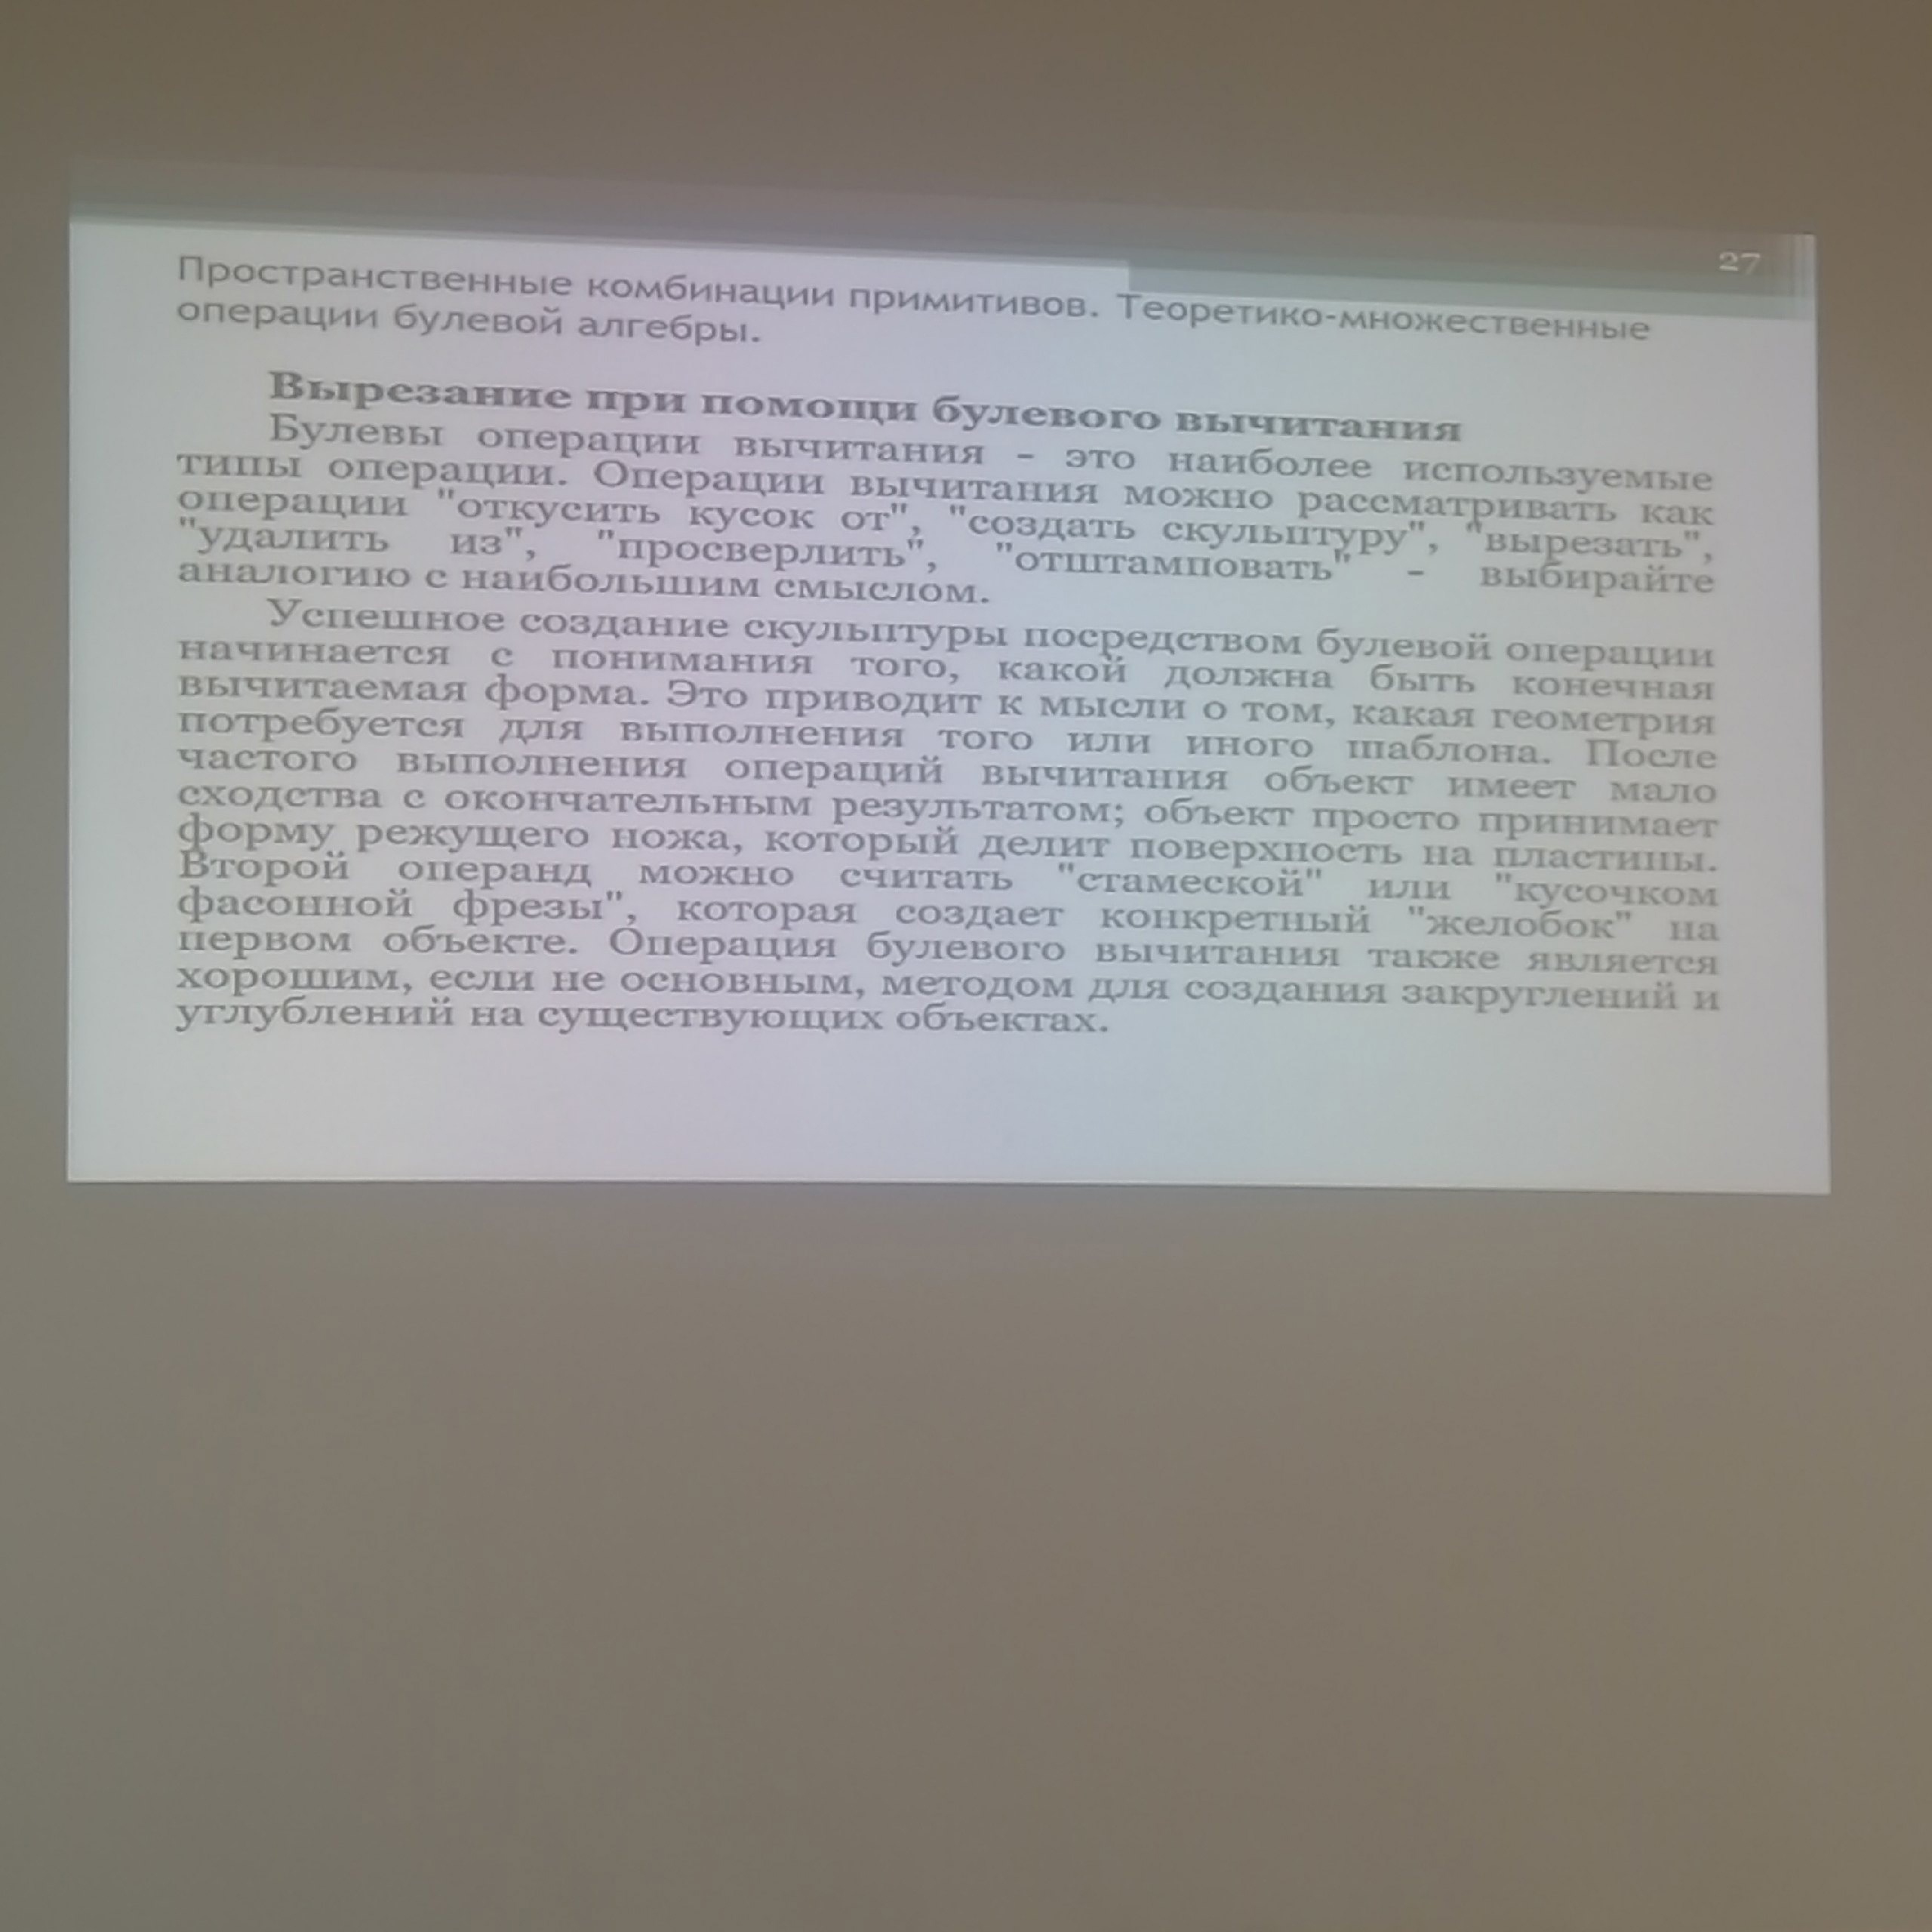 27
Пространственные комбинации примитивов. Теоретико-множественные
операции булевой алгебры.
Вырезание при помощи булевого вычитания
Булевы операции вычитания - это наиболее используемые
типы операции. Операции вычитания можно рассматривать как
операции "откусить кусок от", "создать скульптуру", "вырезать",
"удалить из", "просверлить", "отштамповать" - выбирайте
аналогию с наибольшим смыслом.
Успешное создание скульптуры посредством булевой операции
начинается с понимания того, какой должна быть конечная
вычитаемая форма. Это приводит к мысли о том, какая геометрия
потребуется для выполнения того или иного шаблона. После
частого выполнения операций вычитания объект имеет мало
сходства с окончательным результатом; объект просто принимает
форму режущего ножа, который делит поверхность на пластины.
Второй операнд можно считать "стамеской" или "кусочком
фасонной фрезы", которая создает конкретный "желобок" на
первом объекте. Операция булевого вычитания также является
хорошим, если не основным, методом для создания закруглений и
углублений на существующих объектах.